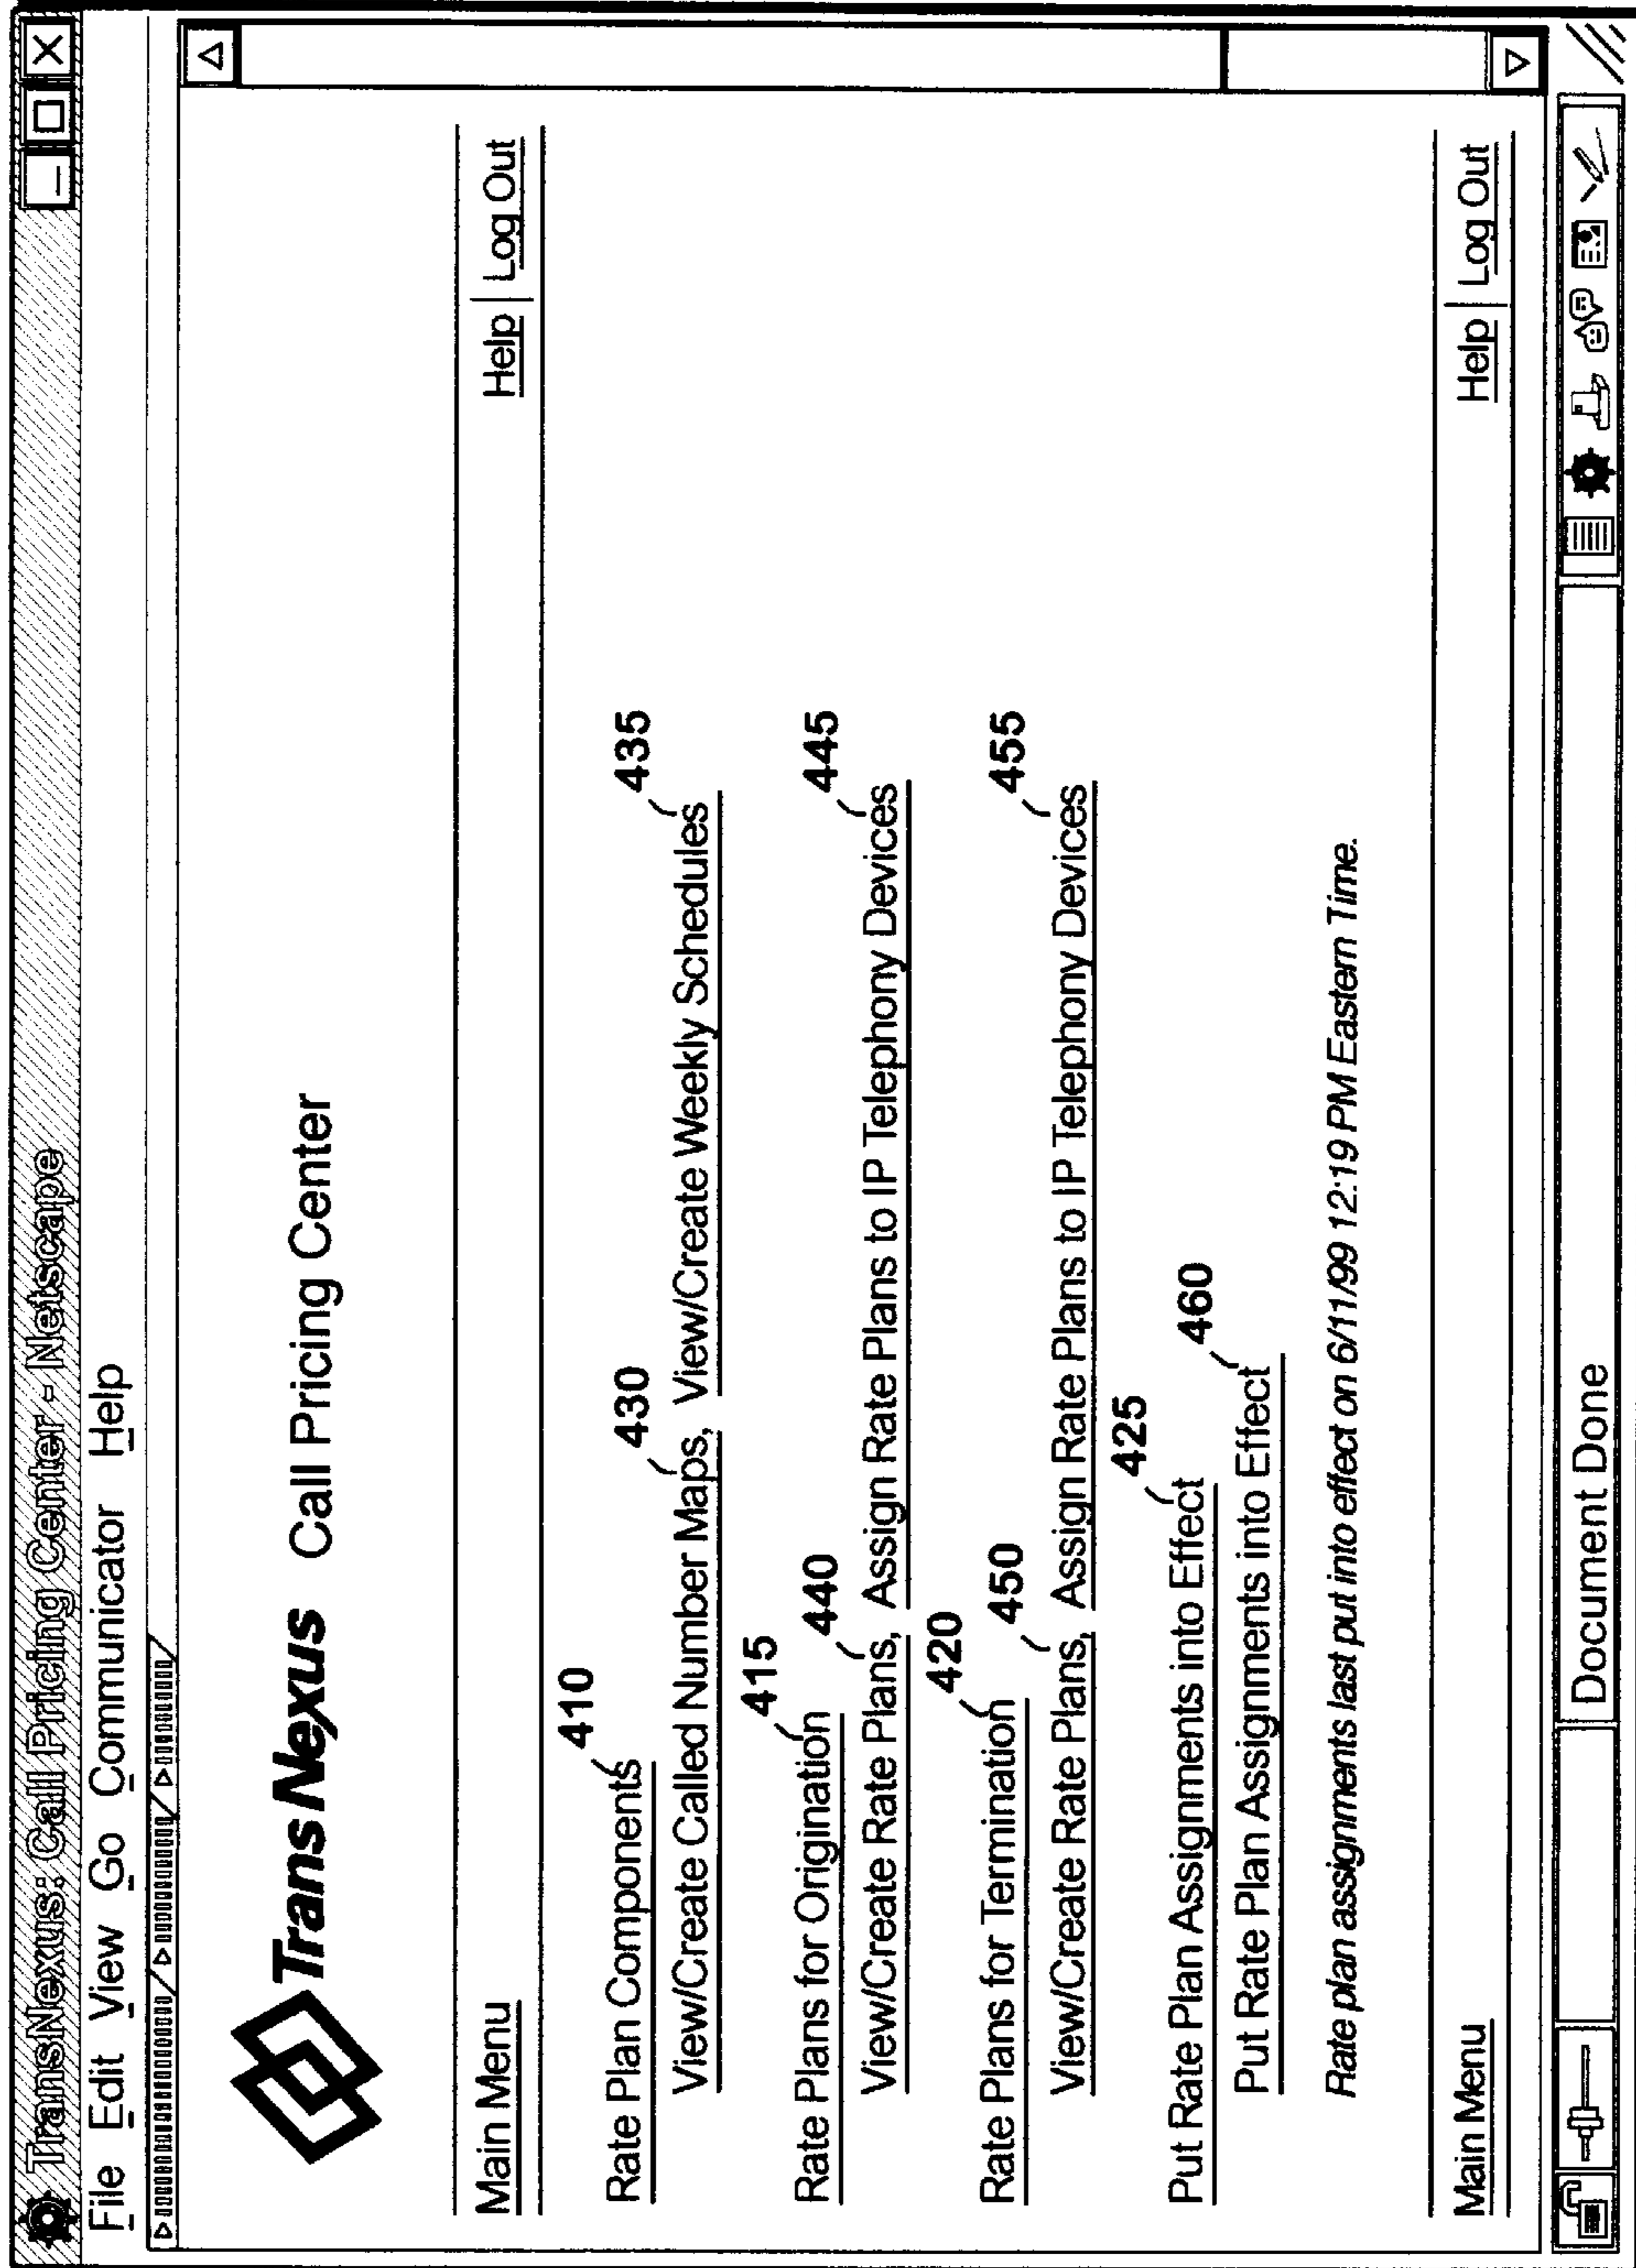 TransNexus: Call Pricing Center - Netscape
File Edit View Go Communicator Help
TransNexus Call Pricing Center
Main Menu Help | Log Out
410
Rate Plan Components
430 435
View/Create Called Number Maps, View/Create Weekly Schedules
415
Rate Plans for Origination
440 445
View/Create Rate Plans, Assign Rate Plans to IP Telephony Devices
420
Rate Plans for Termination
450 455
View/Create Rate Plans, Assign Rate Plans to IP Telephony Devices
425
Put Rate Plan Assignments into Effect
460
Put Rate Plan Assignments into Effect
Rate plan assignments last put into effect on 6/11/99 12:19 PM Eastern Time.
Main Menu Help | Log Out
Document Done